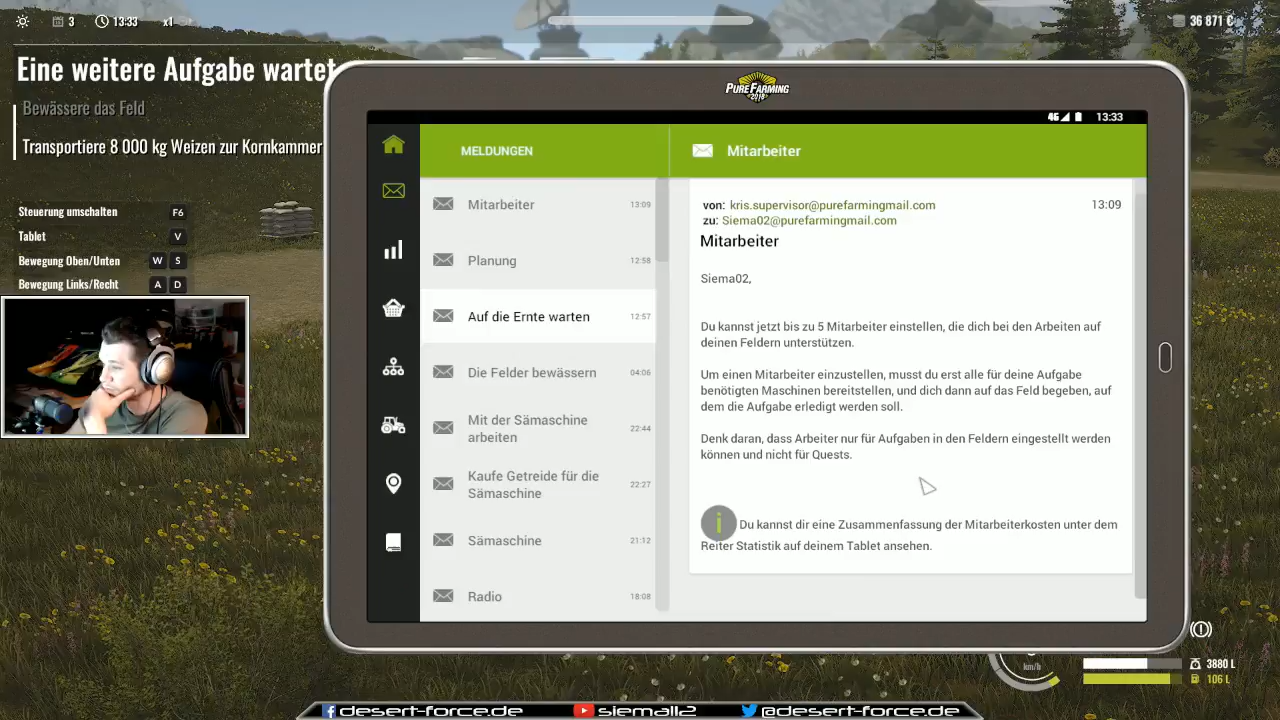 3
13:33
x1
36 871 €
Eine weitere Aufgabe wartet
Bewässere das Feld
Transportiere 8 000 kg Weizen zur Kornkammer
Steuerung umschalten F6
Tablet V
Bewegung Oben/Unten W S
Bewegung Links/Recht A D
PURE FARMING
2018
4G 13:33
MELDUNGEN
Mitarbeiter 13:09
Planung 12:58
Auf die Ernte warten 12:57
Die Felder bewässern 04:06
Mit der Sämaschine
arbeiten 22:44
Kaufe Getreide für die
Sämaschine 22:27
Sämaschine 21:12
Radio 18:08
Mitarbeiter
von: kris.supervisor@purefarmingmail.com 13:09
zu: Siema02@purefarmingmail.com
Mitarbeiter
Siema02,
Du kannst jetzt bis zu 5 Mitarbeiter einstellen, die dich bei den Arbeiten auf
deinen Feldern unterstützen.
Um einen Mitarbeiter einzustellen, musst du erst alle für deine Aufgabe
benötigten Maschinen bereitstellen, und dich dann auf das Feld begeben, auf
dem die Aufgabe erledigt werden soll.
Denk daran, dass Arbeiter nur für Aufgaben in den Feldern eingestellt werden
können und nicht für Quests.
i Du kannst dir eine Zusammenfassung der Mitarbeiterkosten unter dem
Reiter Statistik auf deinem Tablet ansehen.
km/h
3880 L
106 L
desert-force.de siemall2 @desert-force.de